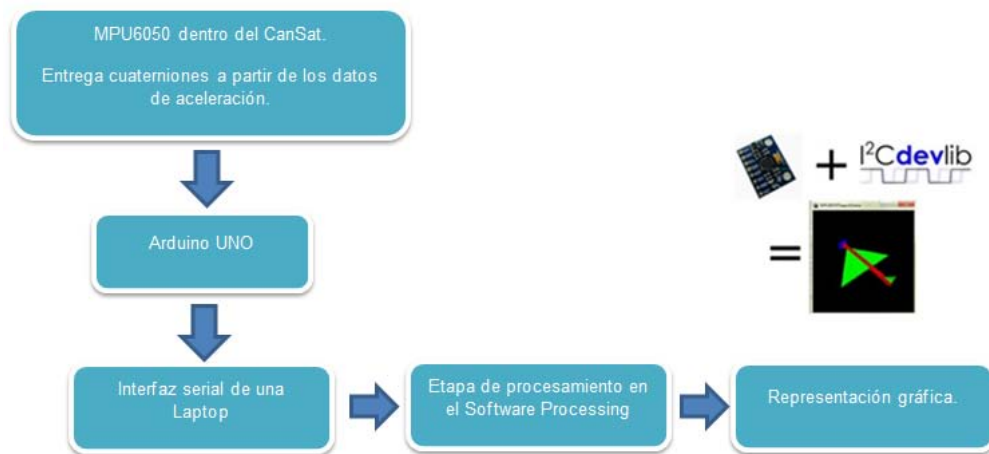 MPU6050 dentro del CanSat.
Entrega cuaterniones a partir de los datos
de aceleración.
Arduino UNO
Interfaz serial de una
Laptop
Etapa de procesamiento en
el Software Processing
Representación gráfica.
+ I²Cdevlib
=